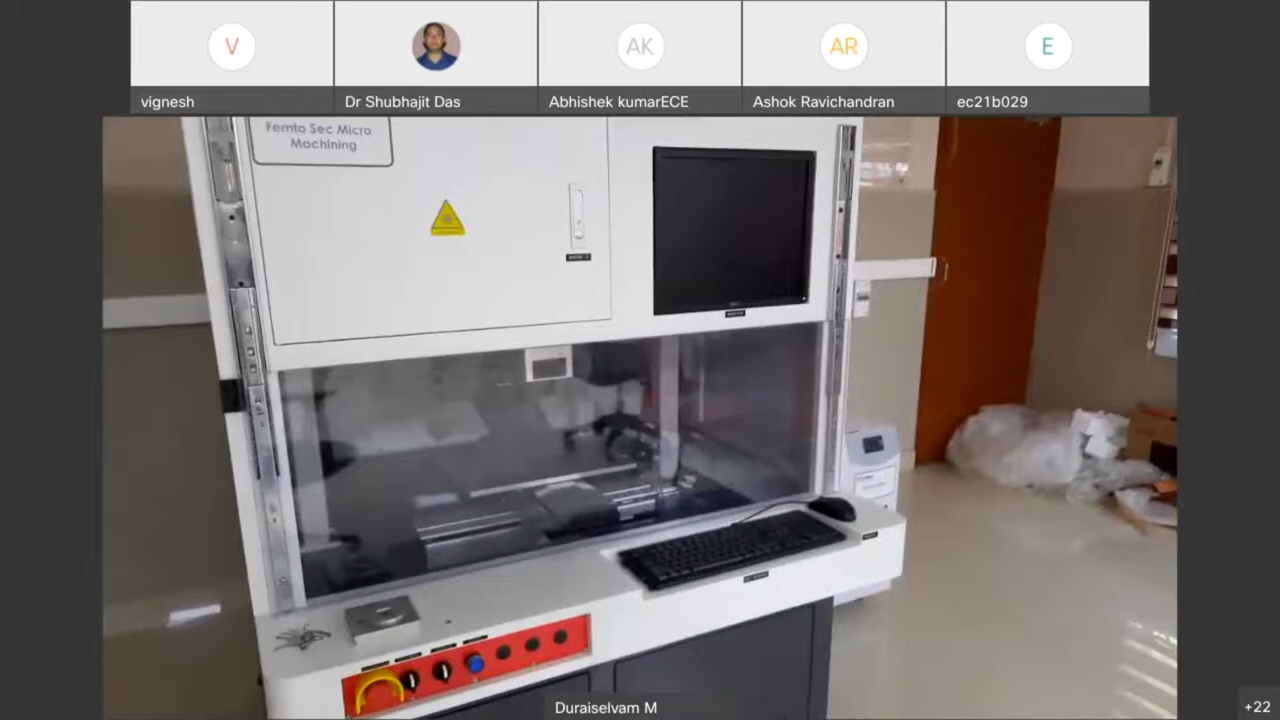 V
AK
AR
E
vignesh
Dr Shubhajit Das
Abhishek kumarECE
Ashok Ravichandran
ec21b029
Femto Sec Micro
Machining
Duraiselvam M
+22